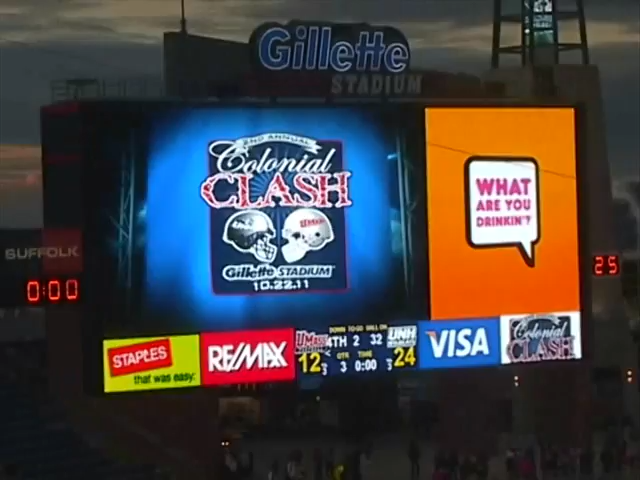 Gillette
STADIUM
2ND ANNUAL
Colonial
CLASH
Gillette STADIUM
10.22.11
WHAT
ARE YOU
DRINKIN'?
SUFFOLK
0:00
25
STAPLES
that was easy.
RE/MAX
UMass
12
3
DOWN TO GO BALL ON
4TH 2 32
QTR TIME
3 0:00
UNH
24
3
VISA
Colonial
CLASH